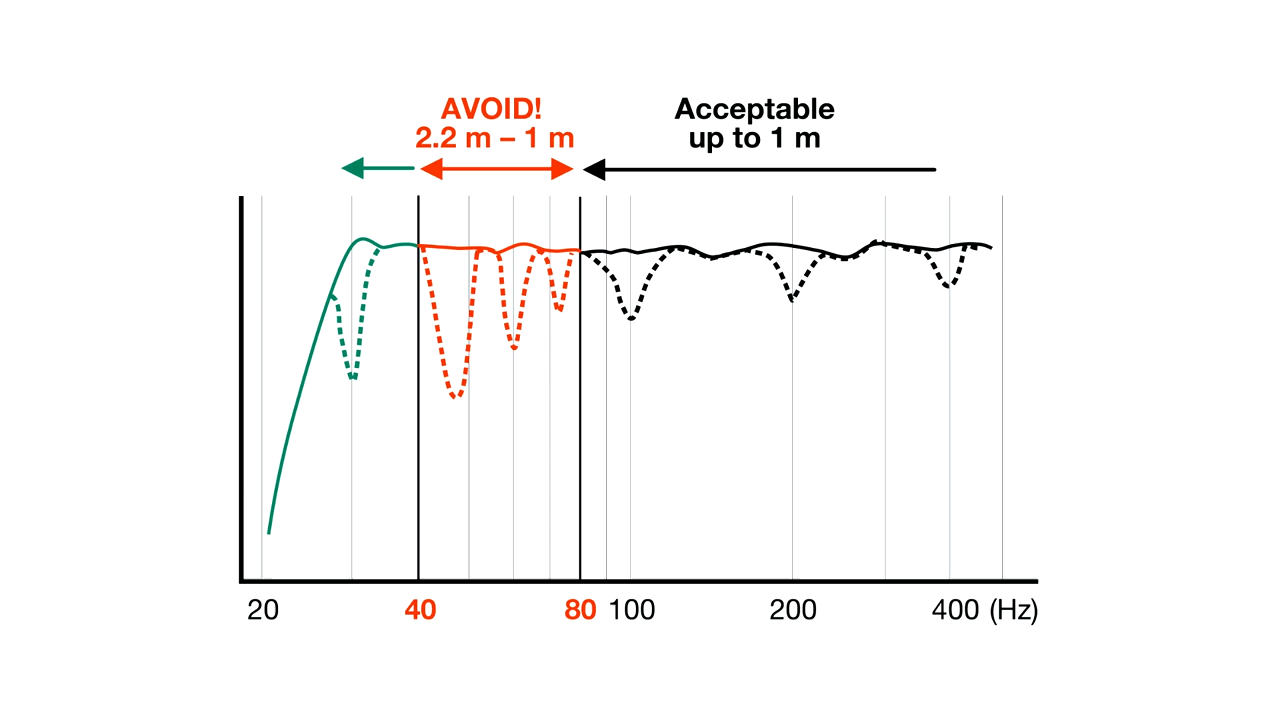 AVOID!
2.2 m – 1 m
Acceptable
up to 1 m
20 40 80 100 200 400 (Hz)